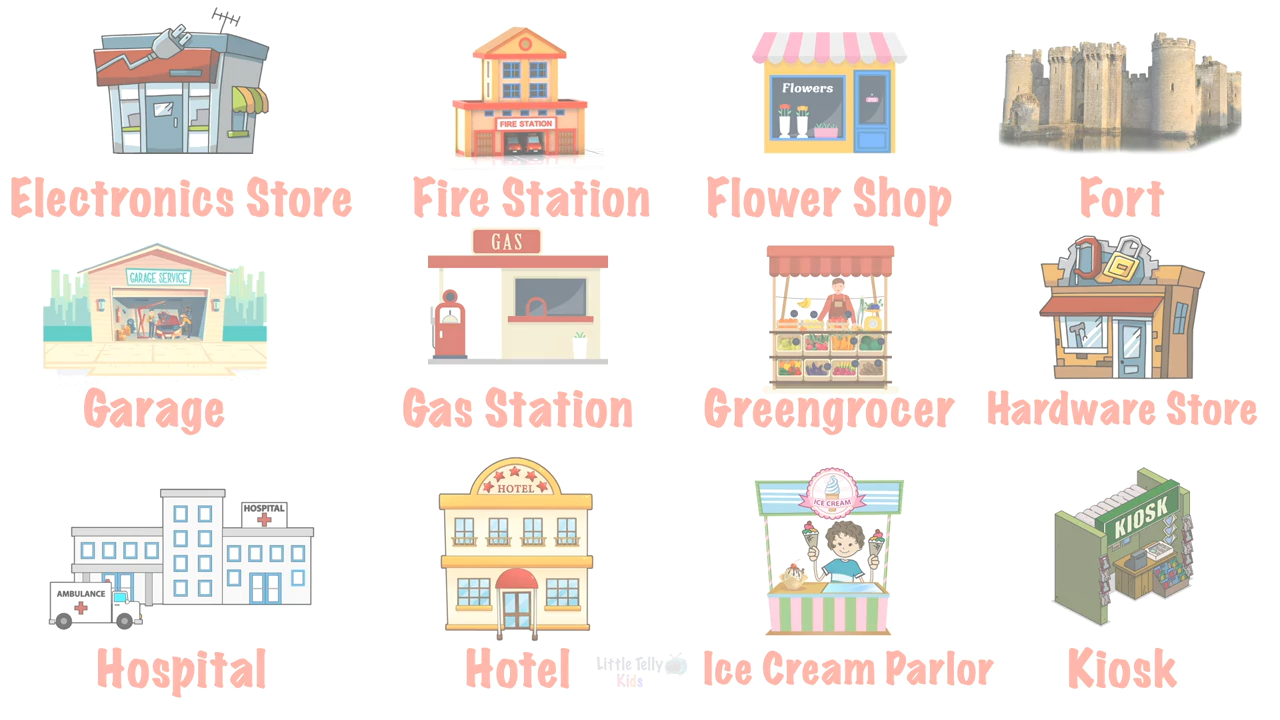 Electronics Store
FIRE STATION
Fire Station
Flowers
Flower Shop
Fort
GARAGE SERVICE
Garage
GAS
Gas Station
Greengrocer
Hardware Store
HOSPITAL
AMBULANCE
Hospital
HOTEL
Hotel
ICE CREAM
Ice Cream Parlor
KIOSK
Kiosk
Little Telly
Kids